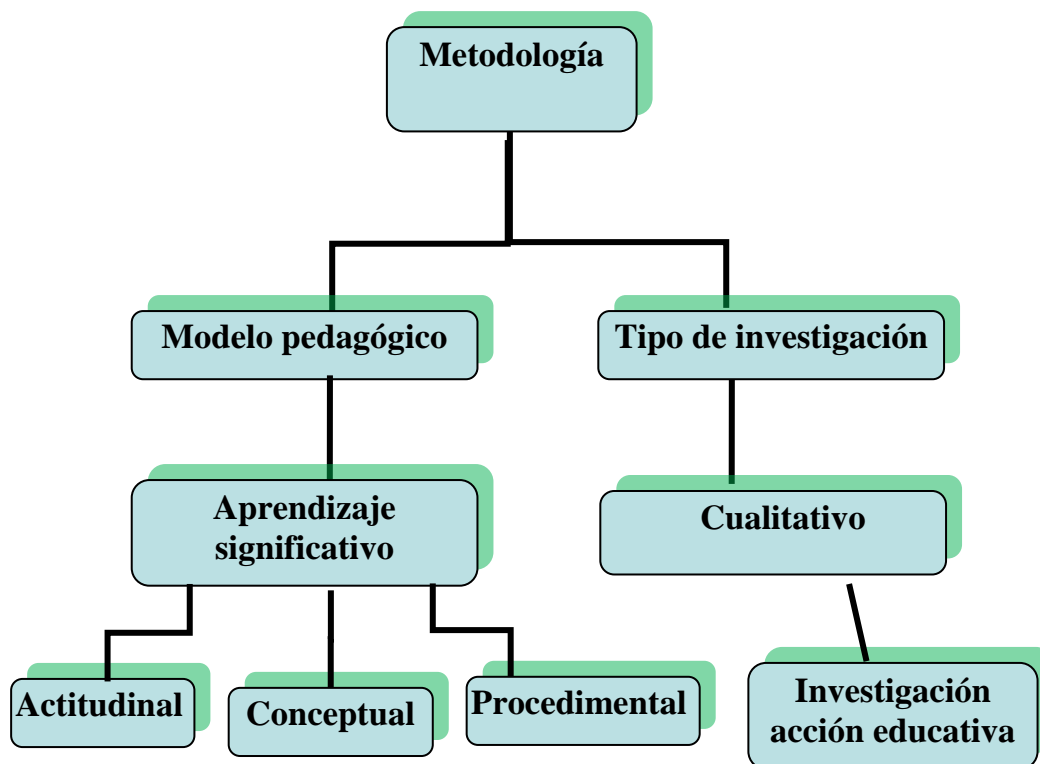 Metodología
Modelo pedagógico
Tipo de investigación
Aprendizaje
significativo
Cualitativo
Actitudinal
Conceptual
Procedimental
Investigación
acción educativa